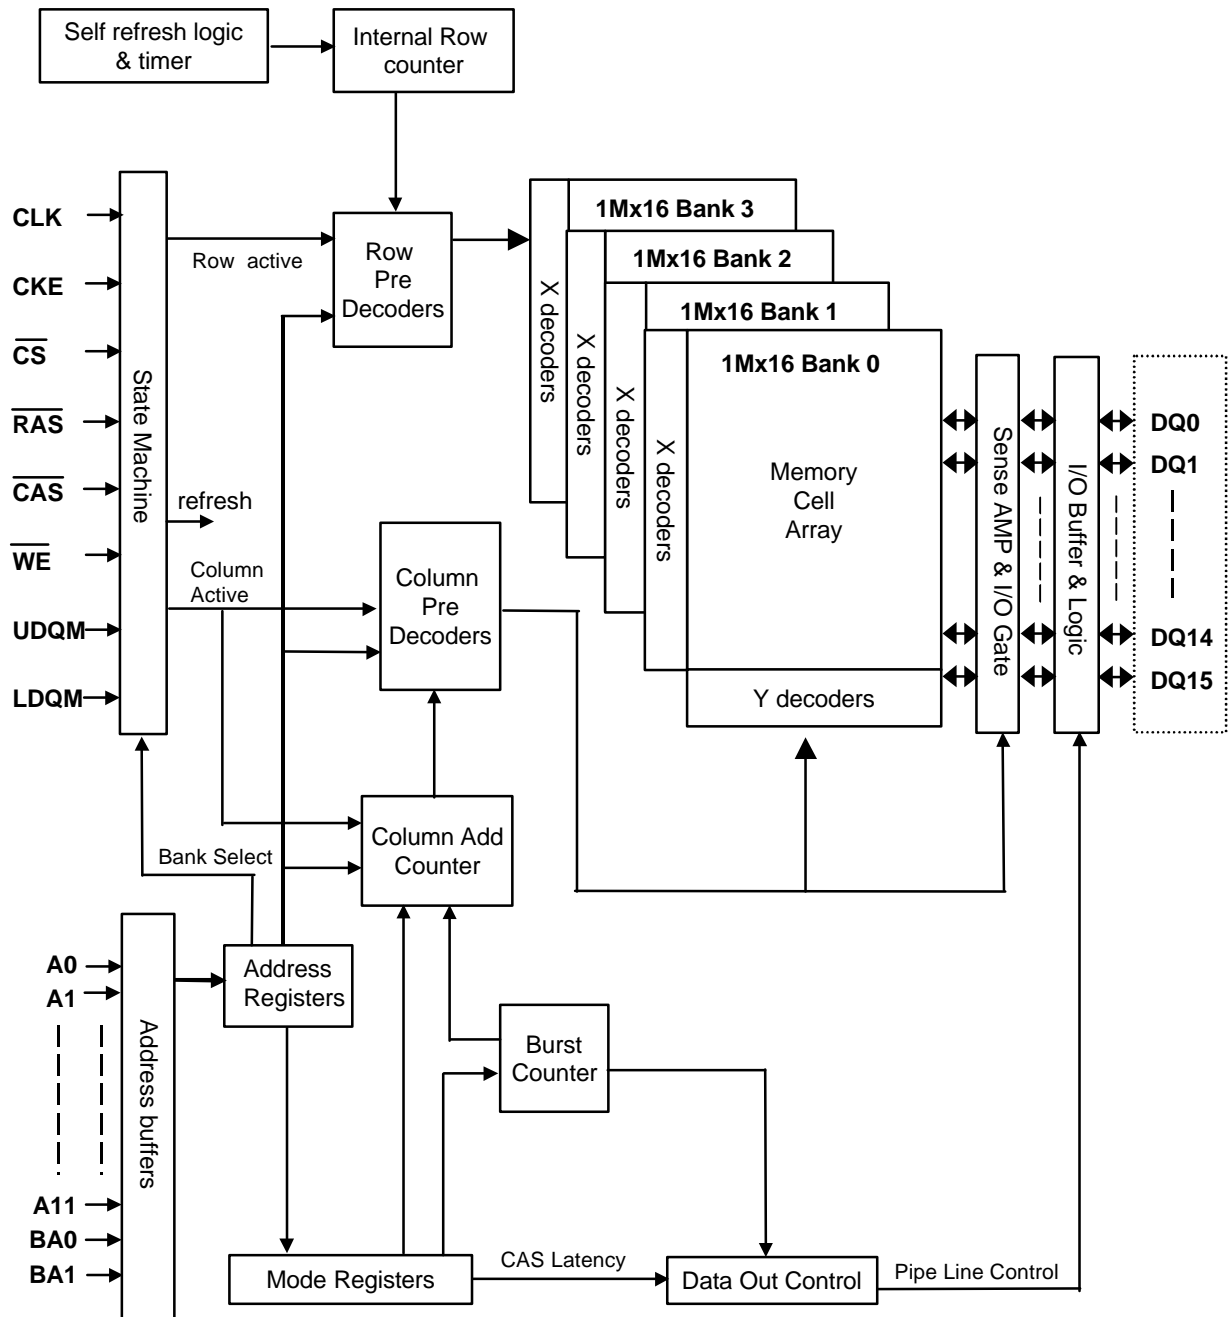 Self refresh logic
& timer
Internal Row
counter
CLK
CKE
CS
RAS
CAS
WE
UDQM
LDQM
State Machine
Row active
refresh
Column
Active
Bank Select
Row
Pre
Decoders
Column
Pre
Decoders
Column Add
Counter
1Mx16 Bank 3
1Mx16 Bank 2
1Mx16 Bank 1
1Mx16 Bank 0
X decoders
X decoders
X decoders
X decoders
Memory
Cell
Array
Y decoders
Sense AMP & I/O Gate
I/O Buffer & Logic
DQ0
DQ1
DQ14
DQ15
A0
A1
A11
BA0
BA1
Address buffers
Address
Registers
Burst
Counter
Mode Registers
CAS Latency
Data Out Control
Pipe Line Control